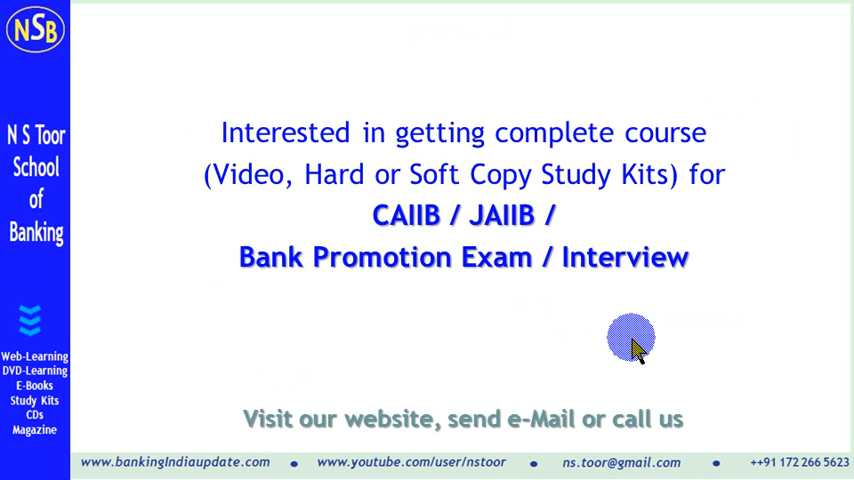 NSB
N S Toor
School
of
Banking
Web-Learning
DVD-Learning
E-Books
Study Kits
CDs
Magazine
Interested in getting complete course
(Video, Hard or Soft Copy Study Kits) for
CAIIB / JAIIB /
Bank Promotion Exam / Interview
Visit our website, send e-Mail or call us
www.bankingIndiaupdate.com • www.youtube.com/user/nstoor • ns.toor@gmail.com • ++91 172 266 5623